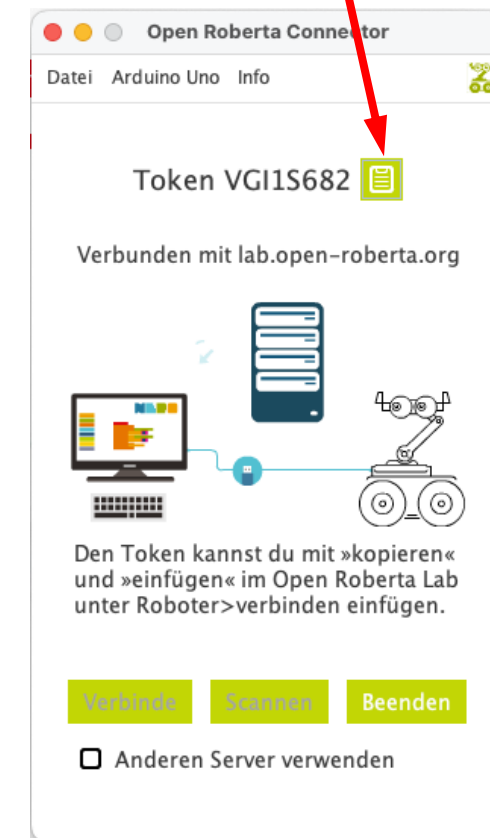 Open Roberta Connector
Datei Arduino Uno Info
Token VGI1S682
Verbunden mit lab.open-roberta.org
NEPO
Den Token kannst du mit »kopieren«
und »einfügen« im Open Roberta Lab
unter Roboter>verbinden einfügen.
Verbinde Scannen Beenden
Anderen Server verwenden